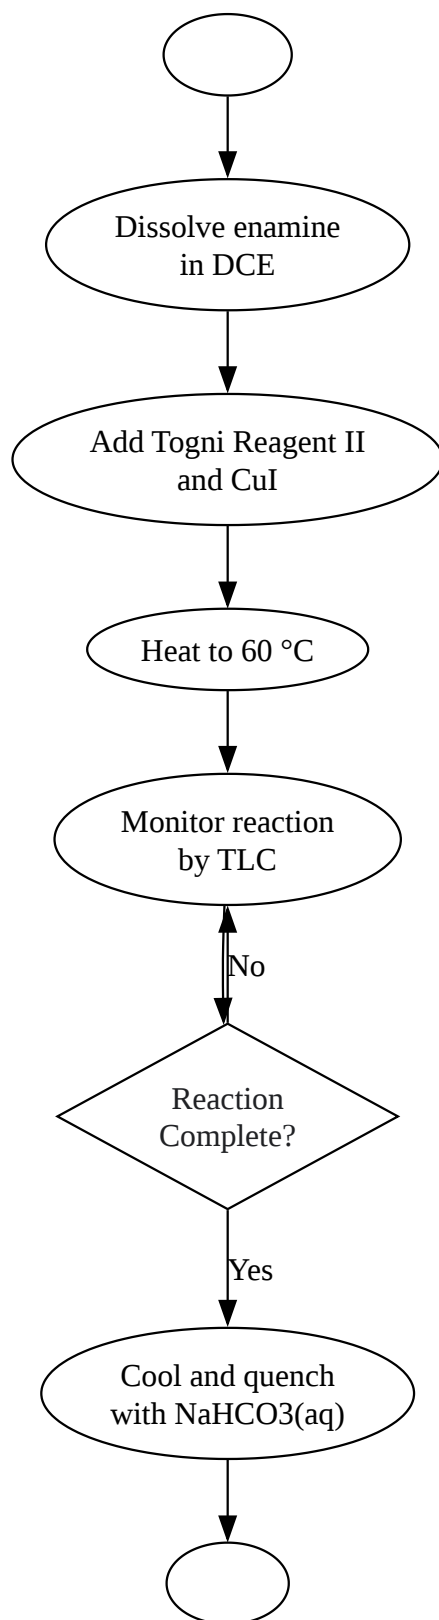 Dissolve enamine
in DCE
Add Togni Reagent II
and CuI
Heat to 60 °C
Monitor reaction
by TLC
No
Reaction
Complete?
Yes
Cool and quench
with NaHCO3(aq)